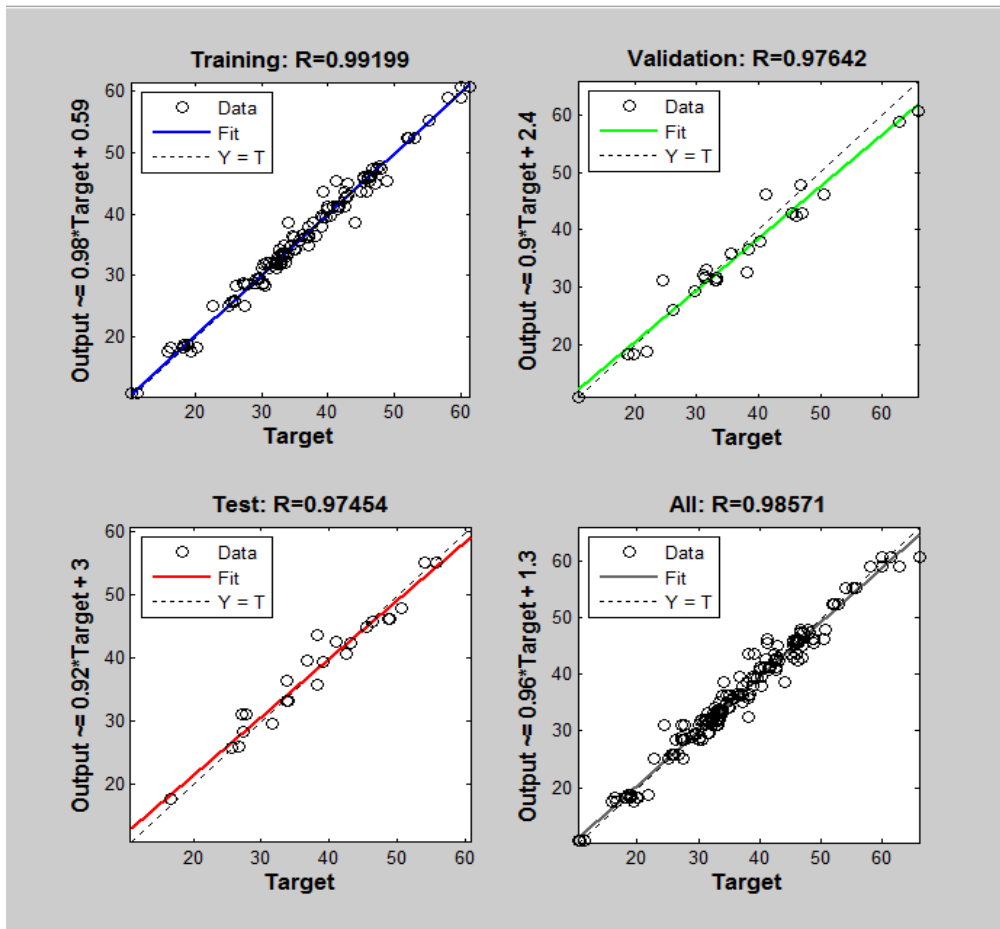 Training: R=0.99199
Output ~= 0.98*Target + 0.59
Data
Fit
Y = T
60
50
40
30
20
20
30
40
50
60
Target
Validation: R=0.97642
Output ~= 0.9*Target + 2.4
Data
Fit
Y = T
60
50
40
30
20
20
30
40
50
60
Target
Test: R=0.97454
Output ~= 0.92*Target + 3
Data
Fit
Y = T
60
50
40
30
20
20
30
40
50
60
Target
All: R=0.98571
Output ~= 0.96*Target + 1.3
Data
Fit
Y = T
60
50
40
30
20
20
30
40
50
60
Target